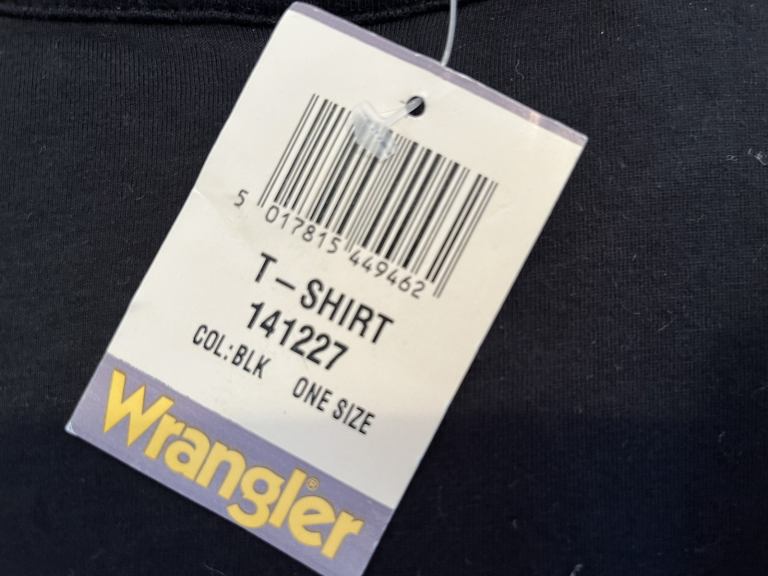 5 017815 449462
T-SHIRT
141227
COL:BLK ONE SIZE
Wrangler®